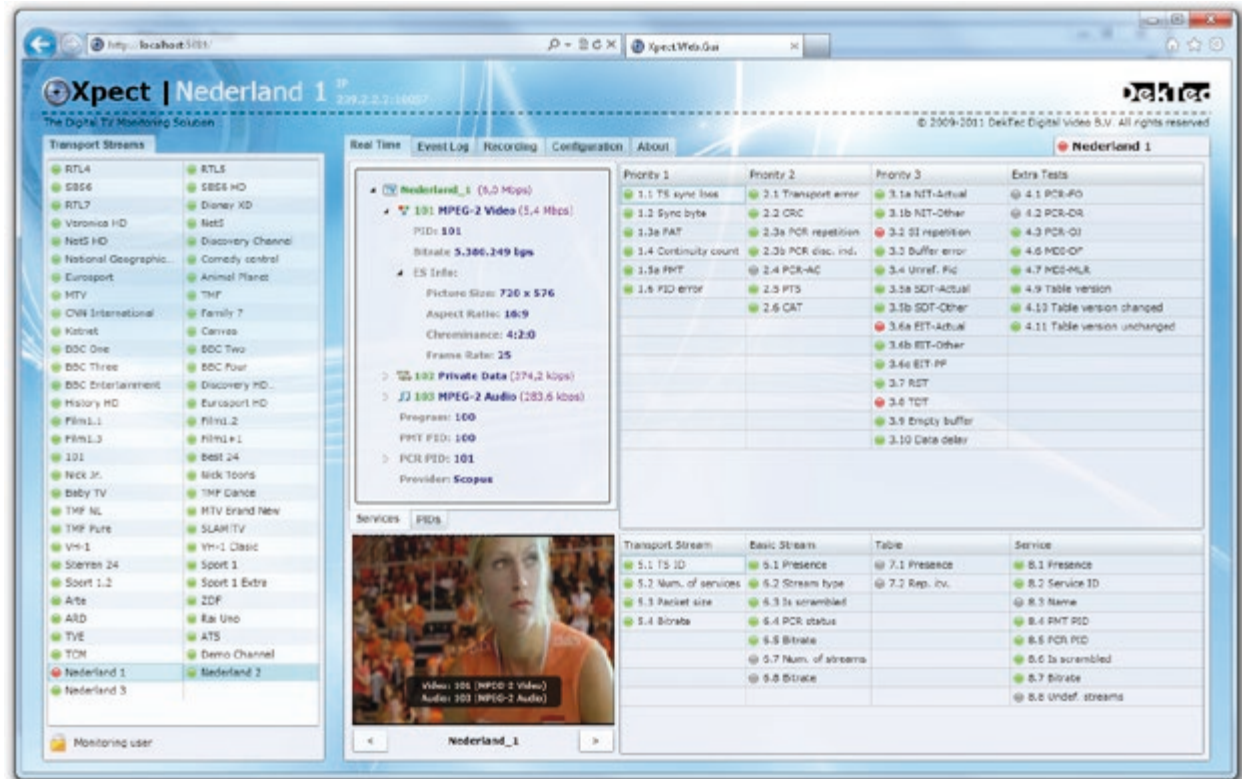 http://localhost:5081/
Xpect.Web.Gui
Xpect | Nederland 1
IP
239.2.2.2:10057
DekTec
The Digital TV Monitoring Solution
© 2009-2011 DekTec Digital Video B.V. All rights reserved
Transport Streams
RTL4 RTL5
SBS6 SBS6 HD
RTL7 Disney XD
Veronica HD Net5
Net5 HD Discovery Channel
National Geographic... Comedy central
Eurosport Animal Planet
MTV TMF
CNN International Family 7
Ketnet Canvas
BBC One BBC Two
BBC Three BBC Four
BBC Entertainment Discovery HD..
History HD Eurosport HD
Film1.1 Film1.2
Film1.3 Film1+1
101 Best 24
Nick Jr. Nick Toons
Baby TV TMF Dance
TMF NL MTV Brand New
TMF Pure SLAM!TV
VH-1 VH-1 Clasic
Sterren 24 Sport 1
Sport 1.2 Sport 1 Extra
Arte ZDF
ARD Rai Uno
TVE ATS
TCM Demo Channel
Nederland 1 Nederland 2
Nederland 3
Monitoring user
Real Time Event Log Recording Configuration About
Nederland 1
Nederland_1 (6,0 Mbps)
101 MPEG-2 Video (5,4 Mbps)
PID: 101
Bitrate 5.386.249 bps
ES Info:
Picture Size: 720 x 576
Aspect Ratio: 16:9
Chrominance: 4:2:0
Frame Rate: 25
102 Private Data (374,2 kbps)
103 MPEG-2 Audio (283,6 kbps)
Program: 100
PMT PID: 100
PCR PID: 101
Provider: Scopus
Services PIDs
Video: 101 (MPEG-2 Video)
Audio: 103 (MPEG-2 Audio)
< Nederland_1 >
Priority 1 Priority 2 Priority 3 Extra Tests
1.1 TS sync loss 2.1 Transport error 3.1a NIT-Actual 4.1 PCR-FO
1.2 Sync byte 2.2 CRC 3.1b NIT-Other 4.2 PCR-DR
1.3a PAT 2.3a PCR repetition 3.2 SI repetition 4.3 PCR-OJ
1.4 Continuity count 2.3b PCR disc. ind. 3.3 Buffer error 4.6 MDI-DF
1.5a PMT 2.4 PCR-AC 3.4 Unref. Pid 4.7 MDI-MLR
1.6 PID error 2.5 PTS 3.5a SDT-Actual 4.9 Table version
2.6 CAT 3.5b SDT-Other 4.10 Table version changed
3.6a EIT-Actual 4.11 Table version unchanged
3.6b EIT-Other
3.6c EIT-PF
3.7 RST
3.8 TDT
3.9 Empty buffer
3.10 Data delay
Transport Stream Basic Stream Table Service
5.1 TS ID 6.1 Presence 7.1 Presence 8.1 Presence
5.2 Num. of services 6.2 Stream type 7.2 Rep. itv. 8.2 Service ID
5.3 Packet size 6.3 Is scrambled 8.3 Name
5.4 Bitrate 6.4 PCR status 8.4 PMT PID
6.5 Bitrate 8.5 PCR PID
6.7 Num. of streams 8.6 Is scrambled
6.8 Bitrate 8.7 Bitrate
8.8 Undef. streams